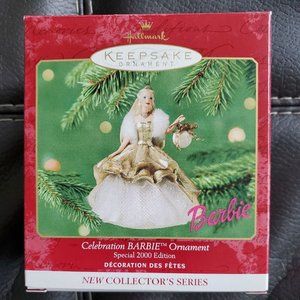 Hallmark
KEEPSAKE
ORNAMENT
Barbie
Celebration BARBIE™ Ornament
Special 2000 Edition
DÉCORATION DES FÊTES
NEW COLLECTOR'S SERIES